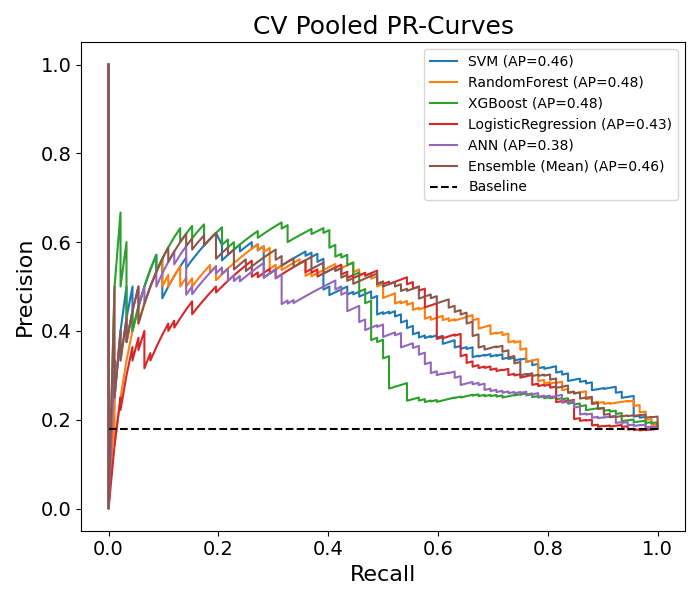 CV Pooled PR-Curves
SVM (AP=0.46)
RandomForest (AP=0.48)
XGBoost (AP=0.48)
LogisticRegression (AP=0.43)
ANN (AP=0.38)
Ensemble (Mean) (AP=0.46)
Baseline
Precision
1.0
0.8
0.6
0.4
0.2
0.0
0.0 0.2 0.4 0.6 0.8 1.0
Recall